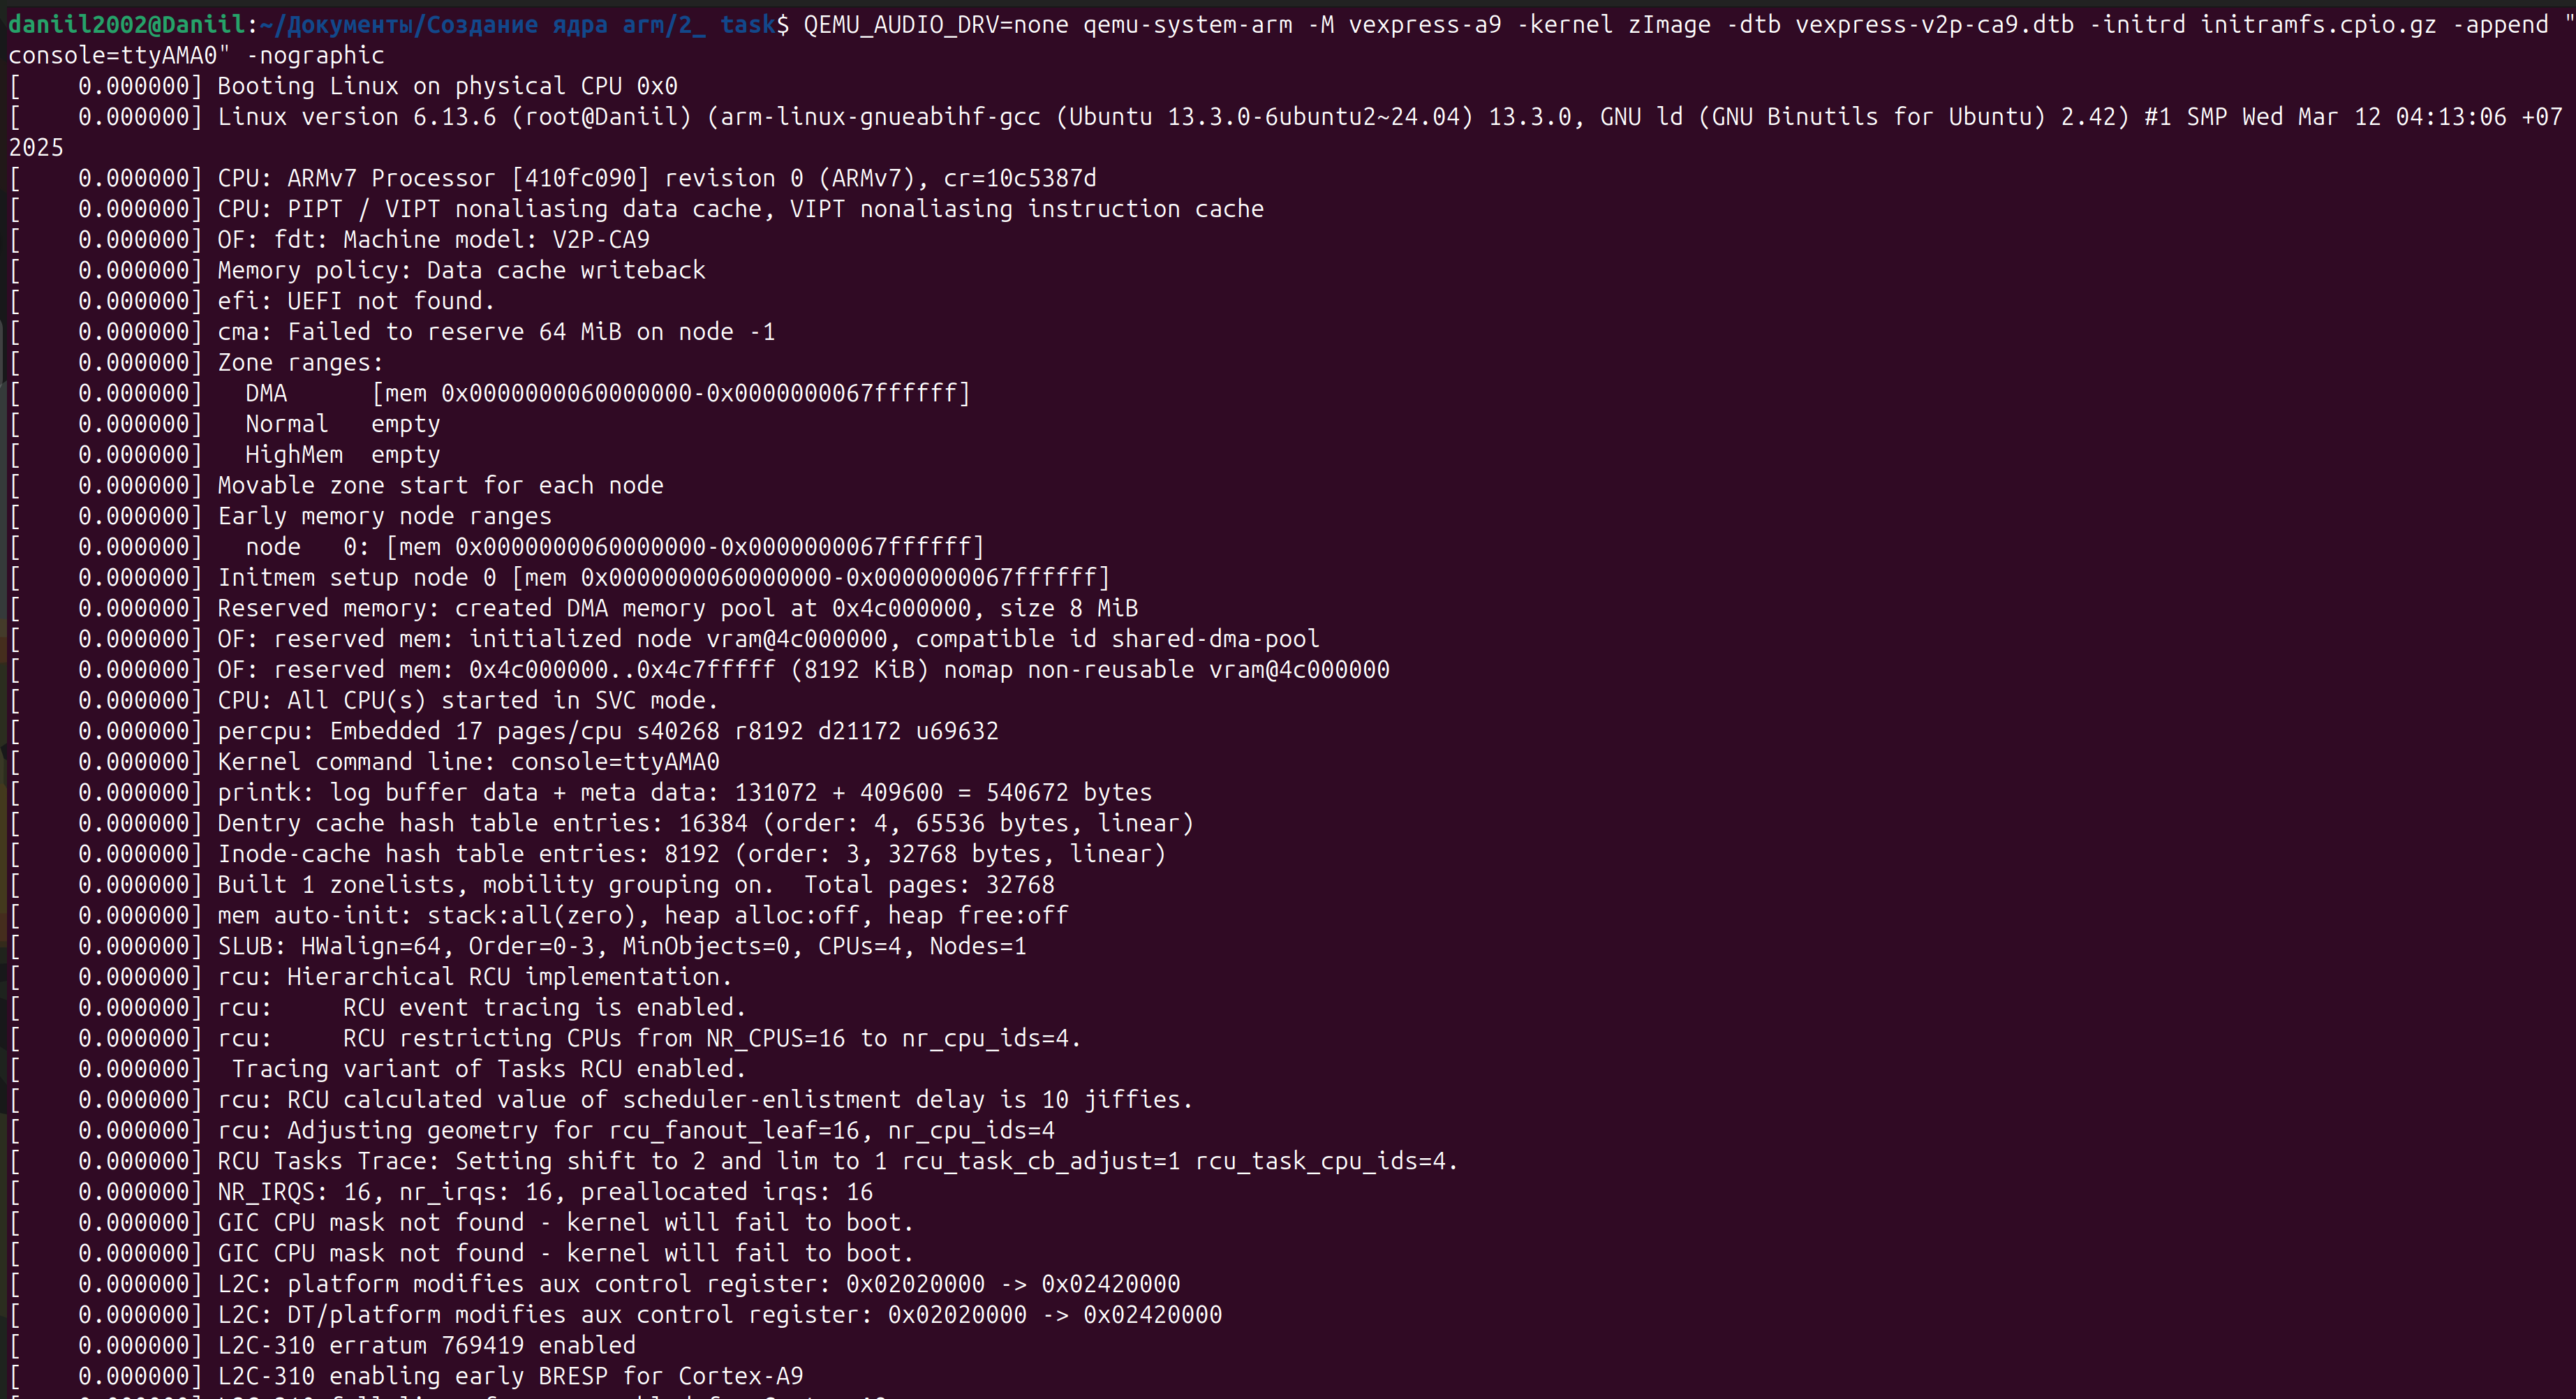 daniil2002@Daniil:~/Документы/Создание ядра arm/2_ task$ QEMU_AUDIO_DRV=none qemu-system-arm -M vexpress-a9 -kernel zImage -dtb vexpress-v2p-ca9.dtb -initrd initramfs.cpio.gz -append "
console=ttyAMA0" -nographic
[    0.000000] Booting Linux on physical CPU 0x0
[    0.000000] Linux version 6.13.6 (root@Daniil) (arm-linux-gnueabihf-gcc (Ubuntu 13.3.0-6ubuntu2~24.04) 13.3.0, GNU ld (GNU Binutils for Ubuntu) 2.42) #1 SMP Wed Mar 12 04:13:06 +07
2025
[    0.000000] CPU: ARMv7 Processor [410fc090] revision 0 (ARMv7), cr=10c5387d
[    0.000000] CPU: PIPT / VIPT nonaliasing data cache, VIPT nonaliasing instruction cache
[    0.000000] OF: fdt: Machine model: V2P-CA9
[    0.000000] Memory policy: Data cache writeback
[    0.000000] efi: UEFI not found.
[    0.000000] cma: Failed to reserve 64 MiB on node -1
[    0.000000] Zone ranges:
[    0.000000]   DMA      [mem 0x0000000060000000-0x0000000067ffffff]
[    0.000000]   Normal   empty
[    0.000000]   HighMem  empty
[    0.000000] Movable zone start for each node
[    0.000000] Early memory node ranges
[    0.000000]   node   0: [mem 0x0000000060000000-0x0000000067ffffff]
[    0.000000] Initmem setup node 0 [mem 0x0000000060000000-0x0000000067ffffff]
[    0.000000] Reserved memory: created DMA memory pool at 0x4c000000, size 8 MiB
[    0.000000] OF: reserved mem: initialized node vram@4c000000, compatible id shared-dma-pool
[    0.000000] OF: reserved mem: 0x4c000000..0x4c7fffff (8192 KiB) nomap non-reusable vram@4c000000
[    0.000000] CPU: All CPU(s) started in SVC mode.
[    0.000000] percpu: Embedded 17 pages/cpu s40268 r8192 d21172 u69632
[    0.000000] Kernel command line: console=ttyAMA0
[    0.000000] printk: log buffer data + meta data: 131072 + 409600 = 540672 bytes
[    0.000000] Dentry cache hash table entries: 16384 (order: 4, 65536 bytes, linear)
[    0.000000] Inode-cache hash table entries: 8192 (order: 3, 32768 bytes, linear)
[    0.000000] Built 1 zonelists, mobility grouping on.  Total pages: 32768
[    0.000000] mem auto-init: stack:all(zero), heap alloc:off, heap free:off
[    0.000000] SLUB: HWalign=64, Order=0-3, MinObjects=0, CPUs=4, Nodes=1
[    0.000000] rcu: Hierarchical RCU implementation.
[    0.000000] rcu:     RCU event tracing is enabled.
[    0.000000] rcu:     RCU restricting CPUs from NR_CPUS=16 to nr_cpu_ids=4.
[    0.000000]  Tracing variant of Tasks RCU enabled.
[    0.000000] rcu: RCU calculated value of scheduler-enlistment delay is 10 jiffies.
[    0.000000] rcu: Adjusting geometry for rcu_fanout_leaf=16, nr_cpu_ids=4
[    0.000000] RCU Tasks Trace: Setting shift to 2 and lim to 1 rcu_task_cb_adjust=1 rcu_task_cpu_ids=4.
[    0.000000] NR_IRQS: 16, nr_irqs: 16, preallocated irqs: 16
[    0.000000] GIC CPU mask not found - kernel will fail to boot.
[    0.000000] GIC CPU mask not found - kernel will fail to boot.
[    0.000000] L2C: platform modifies aux control register: 0x02020000 -> 0x02420000
[    0.000000] L2C: DT/platform modifies aux control register: 0x02020000 -> 0x02420000
[    0.000000] L2C-310 erratum 769419 enabled
[    0.000000] L2C-310 enabling early BRESP for Cortex-A9